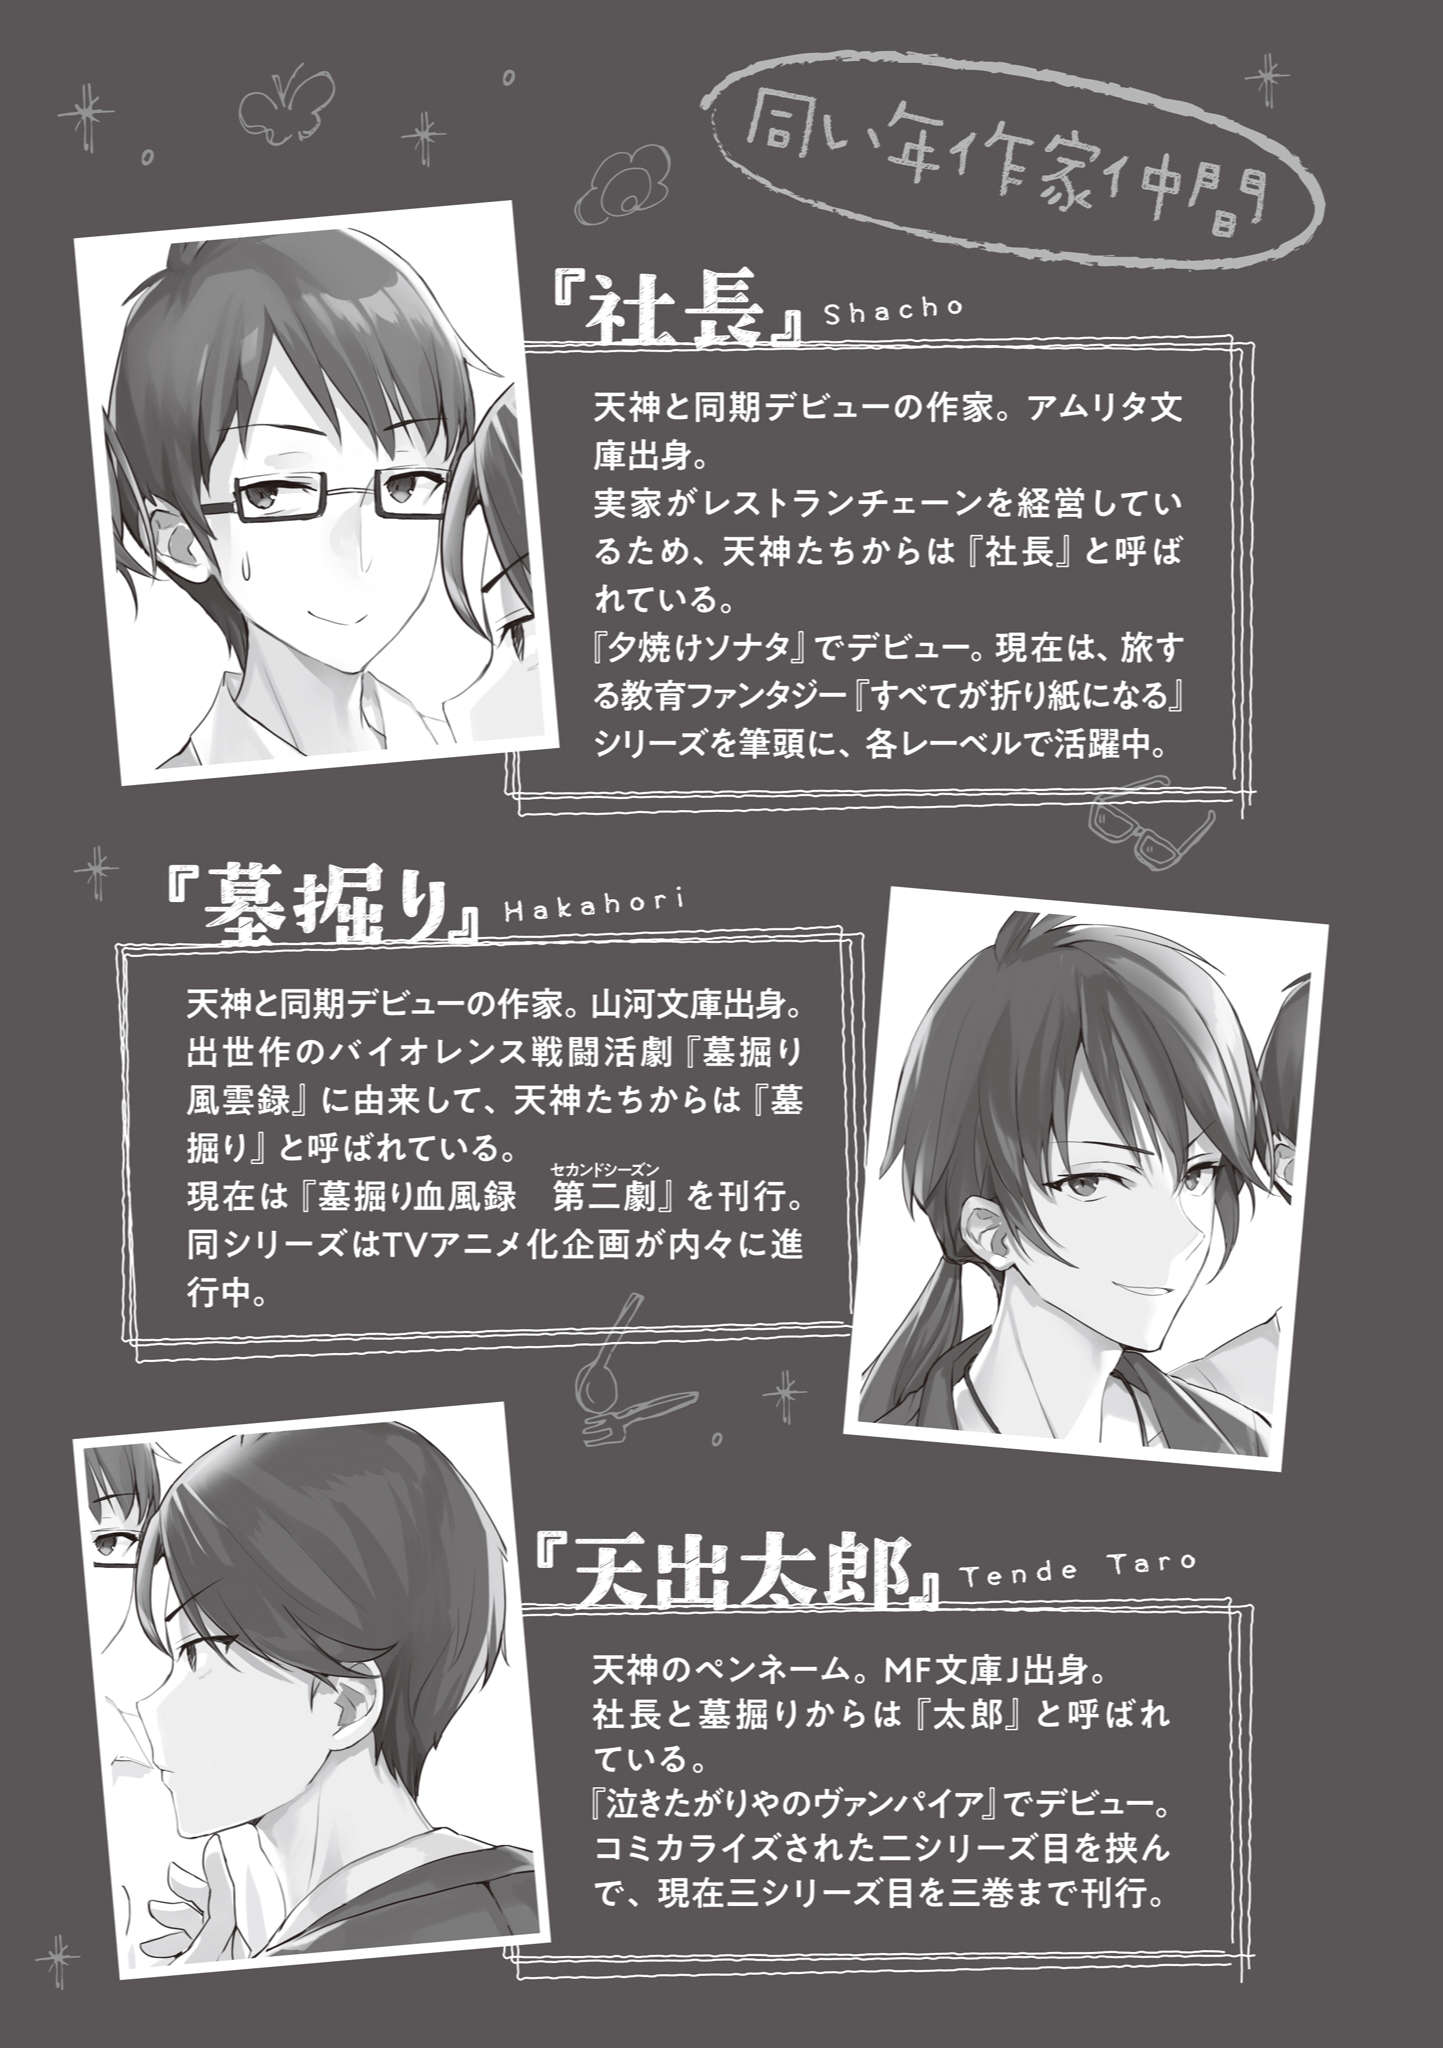 同い年作家仲間
『社長』 Shacho
天神と同期デビューの作家。アムリタ文
庫出身。
実家がレストランチェーンを経営してい
るため、天神たちからは『社長』と呼ば
れている。
『夕焼けソナタ』でデビュー。現在は、旅す
る教育ファンタジー『すべてが折り紙になる』
シリーズを筆頭に、各レーベルで活躍中。
『墓掘り』 Hakahori
天神と同期デビューの作家。山河文庫出身。
出世作のバイオレンス戦闘活劇『墓掘り
風雲録』に由来して、天神たちからは『墓
掘り』と呼ばれている。
セカンドシーズン
現在は『墓掘り血風録　第二劇』を刊行。
同シリーズはTVアニメ化企画が内々に進
行中。
『天出太郎』 Tende Taro
天神のペンネーム。MF文庫J出身。
社長と墓掘りからは『太郎』と呼ばれ
ている。
『泣きたがりやのヴァンパイア』でデビュー。
コミカライズされた二シリーズ目を挟ん
で、現在三シリーズ目を三巻まで刊行。